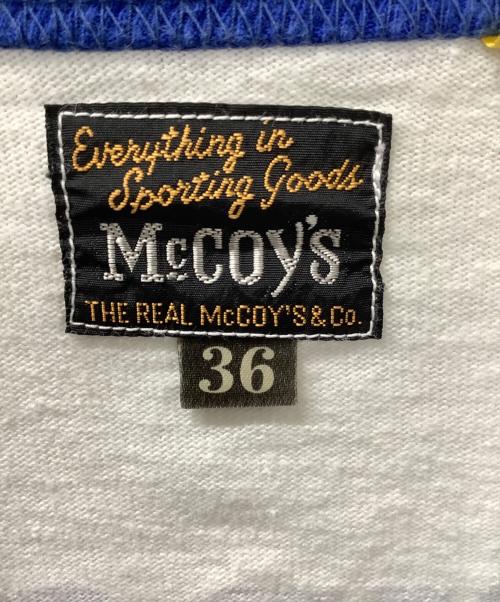 Everything in
Sporting Goods
McCOY'S
THE REAL McCOY'S & Co.
36